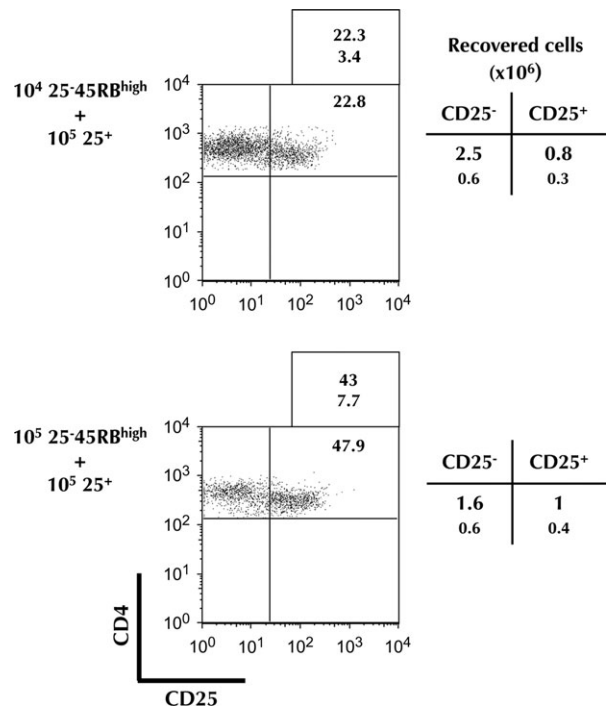 22.3
3.4
Recovered cells
(x10⁶)
10⁴ 25-45RBhigh
+
10⁵ 25+
10⁴
10³
10²
10¹
10⁰
22.8
CD25- CD25+
2.5 0.8
0.6 0.3
10⁰ 10¹ 10² 10³ 10⁴
43
7.7
10⁵ 25-45RBhigh
+
10⁵ 25+
10⁴
10³
10²
10¹
10⁰
47.9
CD25- CD25+
1.6 1
0.6 0.4
10⁰ 10¹ 10² 10³ 10⁴
CD4
CD25